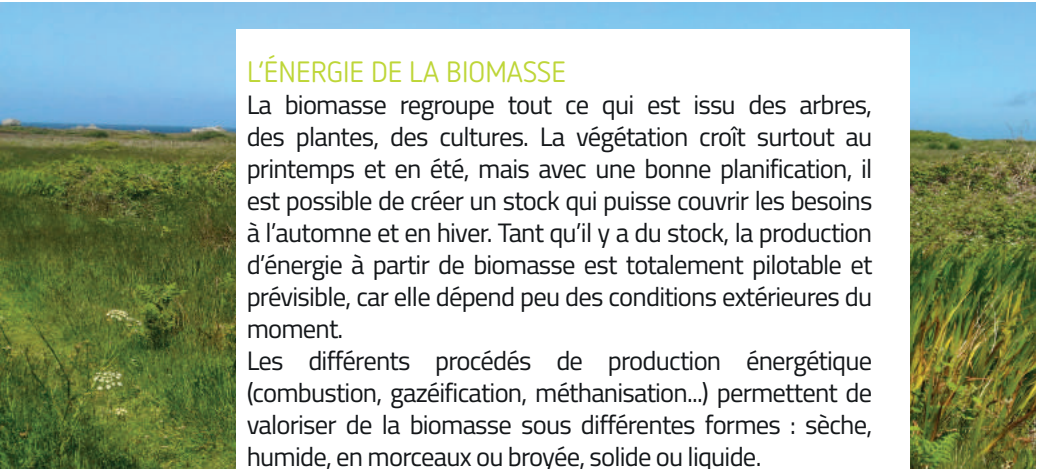 L'ÉNERGIE DE LA BIOMASSE
La biomasse regroupe tout ce qui est issu des arbres,
des plantes, des cultures. La végétation croît surtout au
printemps et en été, mais avec une bonne planification, il
est possible de créer un stock qui puisse couvrir les besoins
à l'automne et en hiver. Tant qu'il y a du stock, la production
d'énergie à partir de biomasse est totalement pilotable et
prévisible, car elle dépend peu des conditions extérieures du
moment.
Les différents procédés de production énergétique
(combustion, gazéification, méthanisation...) permettent de
valoriser de la biomasse sous différentes formes : sèche,
humide, en morceaux ou broyée, solide ou liquide.